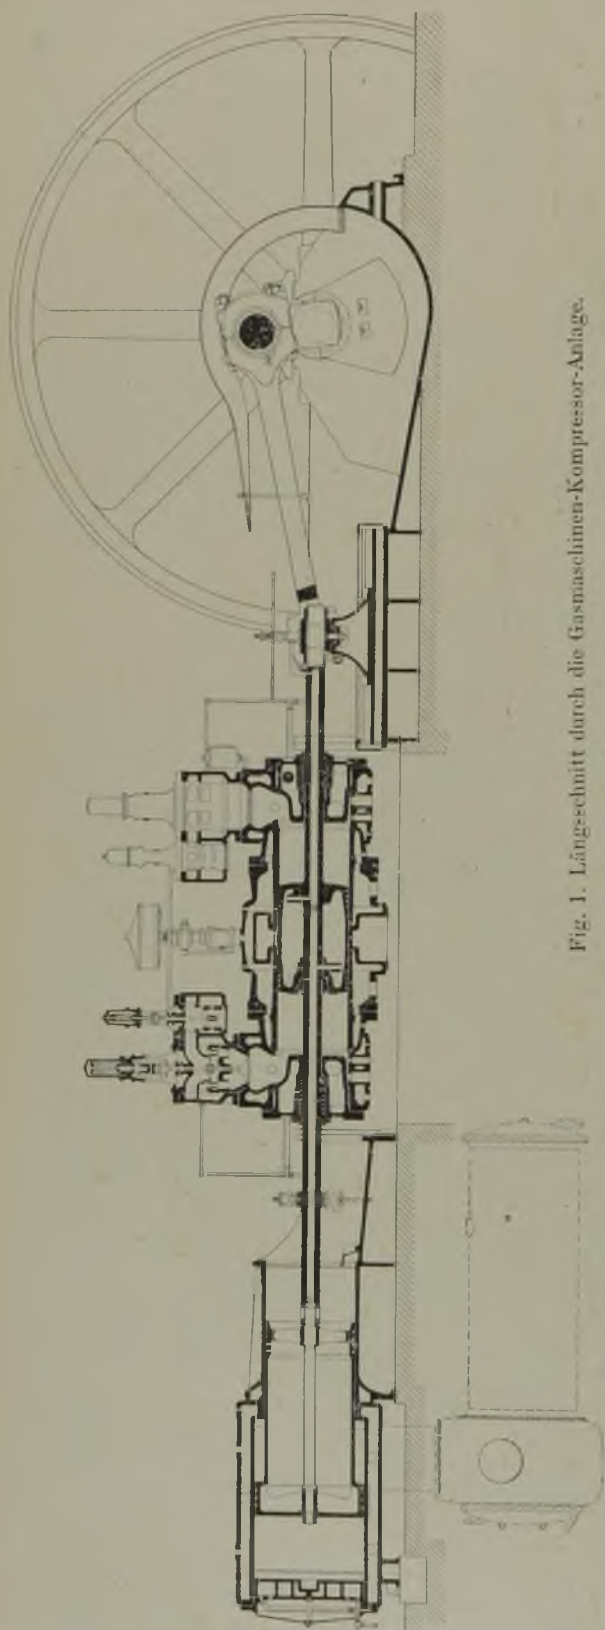 Fig. 1. Längsschnitt durch die Gasmaschinen-Kompressor-Anlage.